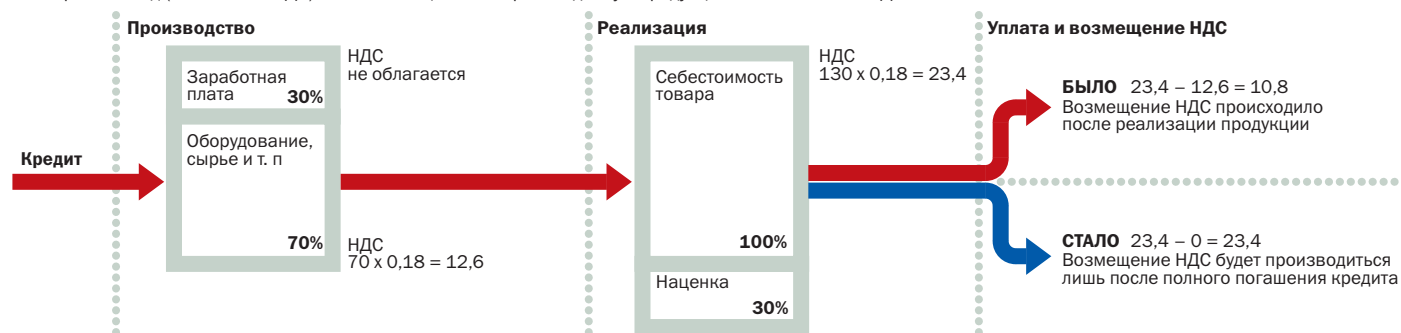 Производство
Заработная
плата 30%
НДС
не облагается
Оборудование,
сырье и т. п
70%
НДС
70 x 0,18 = 12,6
Кредит
Реализация
Себестоимость
товара
100%
Наценка
30%
НДС
130 x 0,18 = 23,4
Уплата и возмещение НДС
БЫЛО 23,4 – 12,6 = 10,8
Возмещение НДС происходило
после реализации продукции
СТАЛО 23,4 – 0 = 23,4
Возмещение НДС будет производиться
лишь после полного погашения кредита